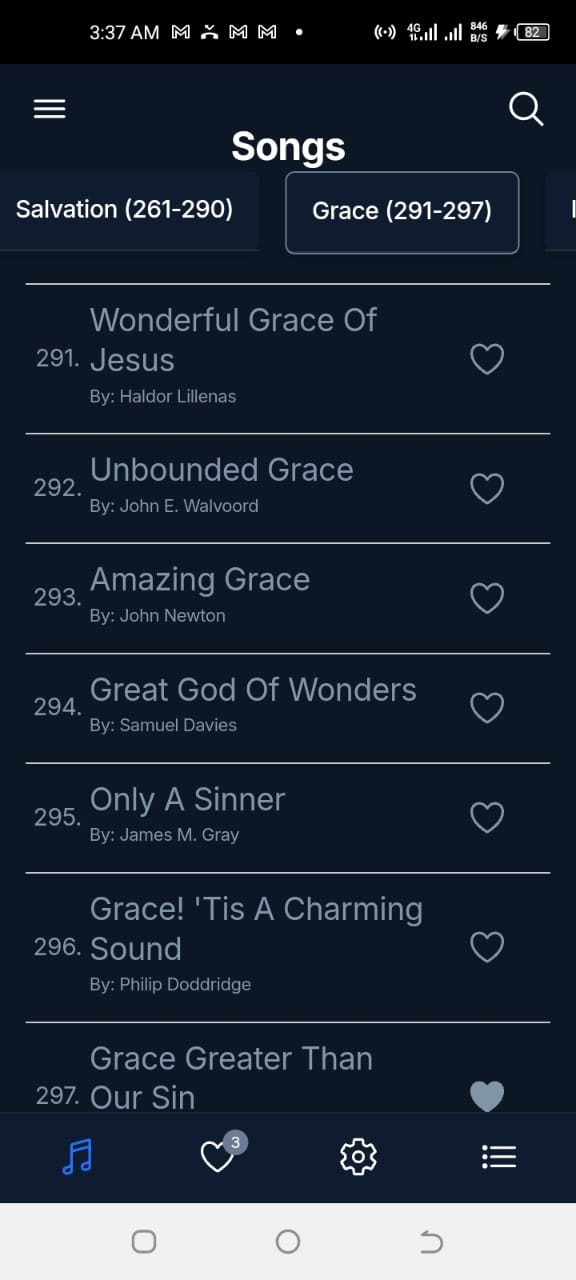 3:37 AM
4G
846
B/S
82
Songs
Salvation (261-290)
Grace (291-297)
291.
Wonderful Grace Of
Jesus
By: Haldor Lillenas
292.
Unbounded Grace
By: John E. Walvoord
293.
Amazing Grace
By: John Newton
294.
Great God Of Wonders
By: Samuel Davies
295.
Only A Sinner
By: James M. Gray
296.
Grace! 'Tis A Charming
Sound
By: Philip Doddridge
297.
Grace Greater Than
Our Sin
3